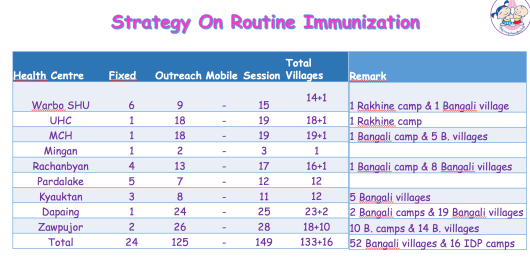 Strategy On Routine Immunization
Health Centre Fixed Outreach Mobile Session Total Villages Remark
Warbo SHU 6 9 - 15 14+1 1 Rakhine camp & 1 Bangali village
UHC 1 18 - 19 18+1 1 Rakhine camp
MCH 1 18 - 19 19+1 1 Bangali camp & 5 B. villages
Mingan 1 2 - 3 1
Rachanbyan 4 13 - 17 16+1 1 Bangali camp & 8 Bangali villages
Pardalake 5 7 - 12 12
Kyauktan 3 8 - 11 12 5 Bangali villages
Dapaing 1 24 - 25 23+2 2 Bangali camps & 19 Bangali villages
Zawpujor 2 26 - 28 18+10 10 B. camps & 14 B. villages
Total 24 125 - 149 133+16 52 Bangali villages & 16 IDP camps